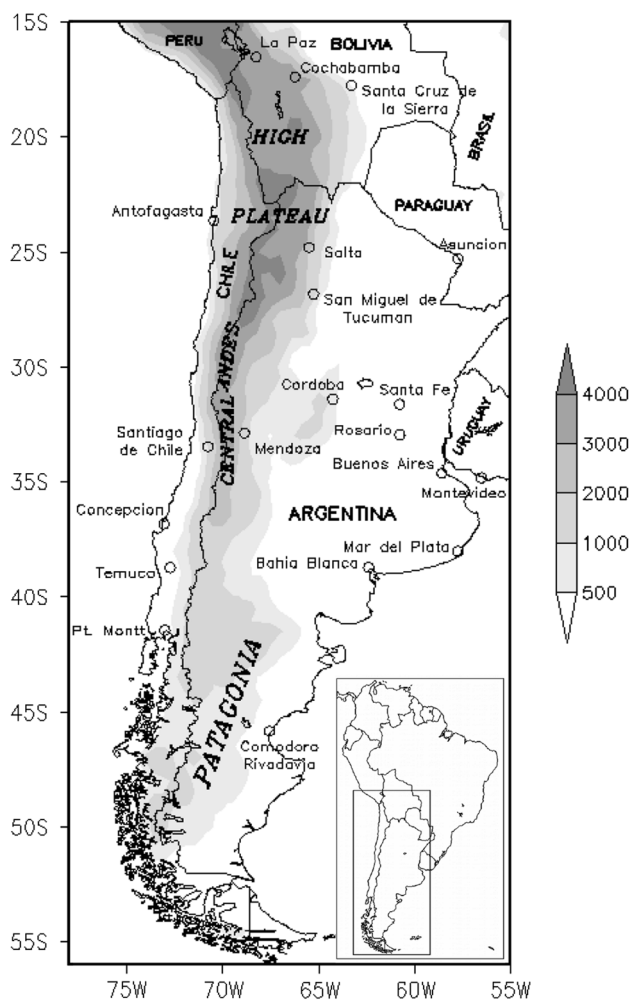 15S
PERU
La Paz
BOLIVIA
Cochabamba
Santa Cruz de
la Sierra
20S
HIGH
BRASIL
Antofagasta
PLATEAU
PARAGUAY
Asuncion
25S
CHILE
Salta
San Miguel de
Tucuman
30S
CENTRAL ANDES
Cordoba
Santa Fe
URUGUAY
4000
Santiago
de Chile
Mendoza
Rosario
3000
35S
Buenos Aires
Montevideo
2000
Concepcion
ARGENTINA
1000
Mar del Plata
Temuco
Bahia Blanca
500
40S
Pt. Montt
PATAGONIA
45S
Comodora
Rivadavia
50S
55S
75W
70W
65W
60W
55W